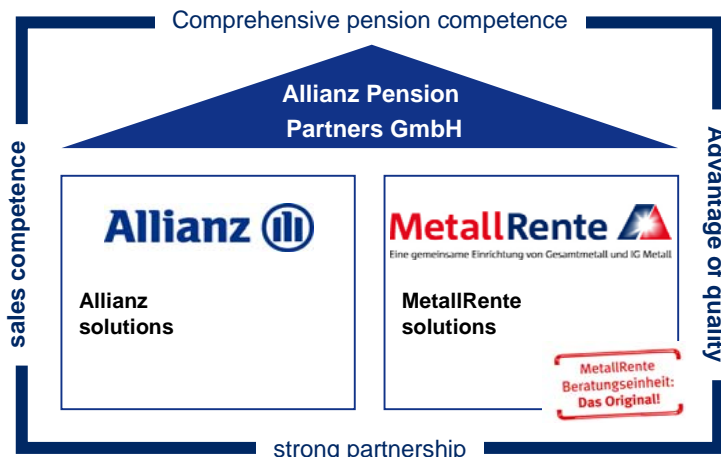 Comprehensive pension competence
Allianz Pension
Partners GmbH
sales competence
Advantage of quality
Allianz
MetallRente
Eine gemeinsame Einrichtung von Gesamtmetall und IG Metall
Allianz
solutions
MetallRente
solutions
MetallRente
Beratungseinheit:
Das Original!
strong partnership